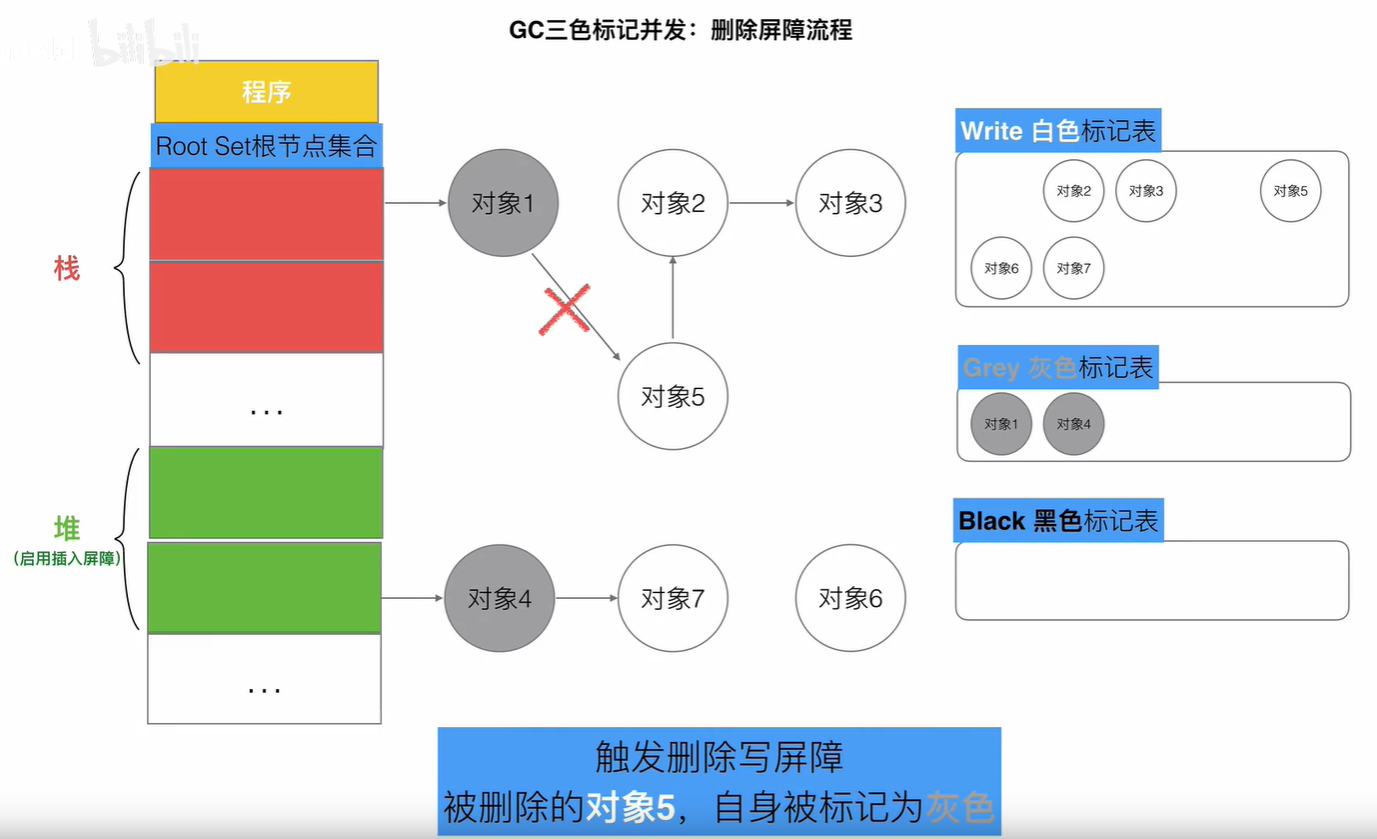 bilibili
GC三色标记并发：删除屏障流程
程序
Root Set根节点集合
栈
...
堆
（启用插入屏障）
...
对象1
对象2
对象3
对象5
对象4
对象7
对象6
Write 白色标记表
对象2
对象3
对象5
对象6
对象7
Grey 灰色标记表
对象1
对象4
Black 黑色标记表
触发删除写屏障
被删除的对象5，自身被标记为灰色